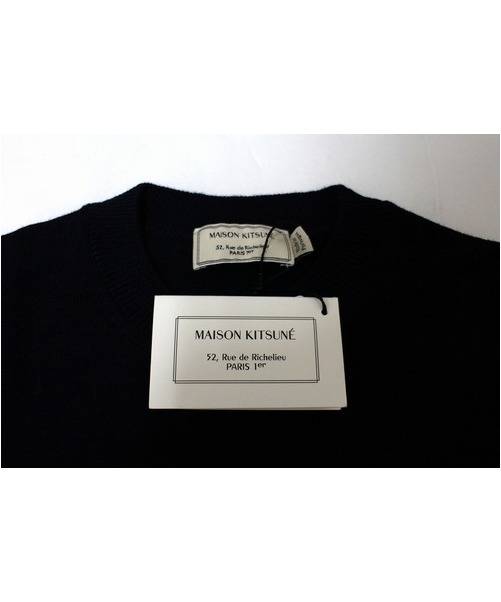 MAISON KITSUNÉ
52, Rue de Richelieu
PARIS 1er
MAISON KITSUNÉ
52, Rue de Richelieu
PARIS 1er